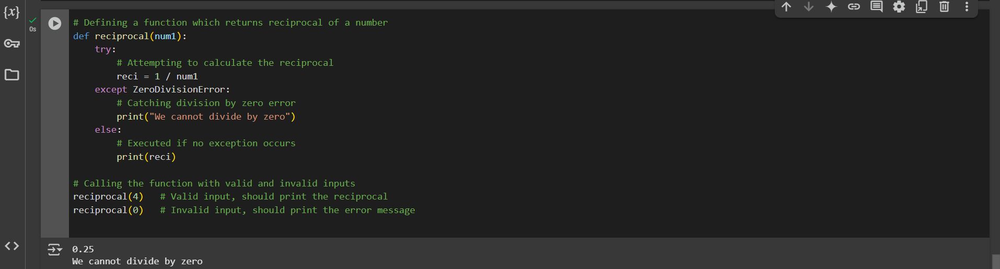 {x}
0s
# Defining a function which returns reciprocal of a number
def reciprocal(num1):
    try:
        # Attempting to calculate the reciprocal
        reci = 1 / num1
    except ZeroDivisionError:
        # Catching division by zero error
        print("We cannot divide by zero")
    else:
        # Executed if no exception occurs
        print(reci)

# Calling the function with valid and invalid inputs
reciprocal(4)   # Valid input, should print the reciprocal
reciprocal(0)   # Invalid input, should print the error message
0.25
We cannot divide by zero